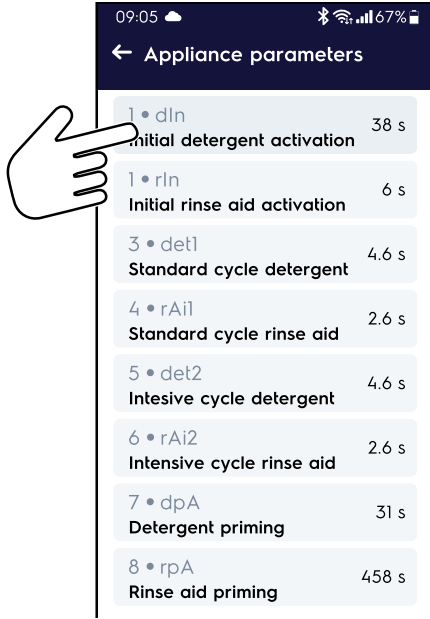 09:05 67%
← Appliance parameters
1 • dIn
Initial detergent activation 38 s
1 • rIn
Initial rinse aid activation 6 s
3 • det1
Standard cycle detergent 4.6 s
4 • rAi1
Standard cycle rinse aid 2.6 s
5 • det2
Intesive cycle detergent 4.6 s
6 • rAi2
Intensive cycle rinse aid 2.6 s
7 • dpA
Detergent priming 31 s
8 • rpA
Rinse aid priming 458 s